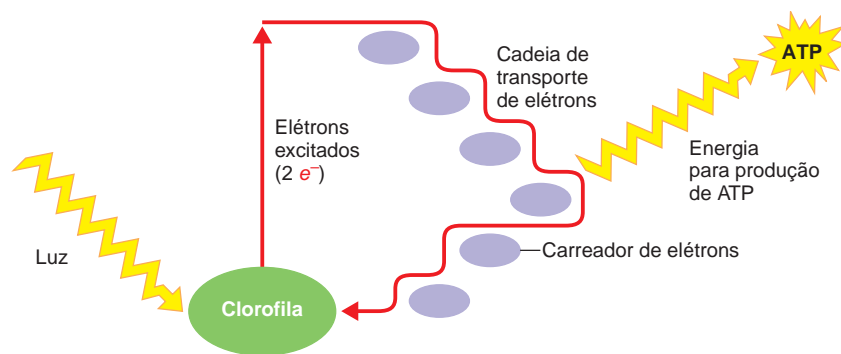 Cadeia de
transporte
de elétrons
ATP
Elétrons
excitados
(2 e⁻)
Energia
para produção
de ATP
Luz
Carreador de elétrons
Clorofila